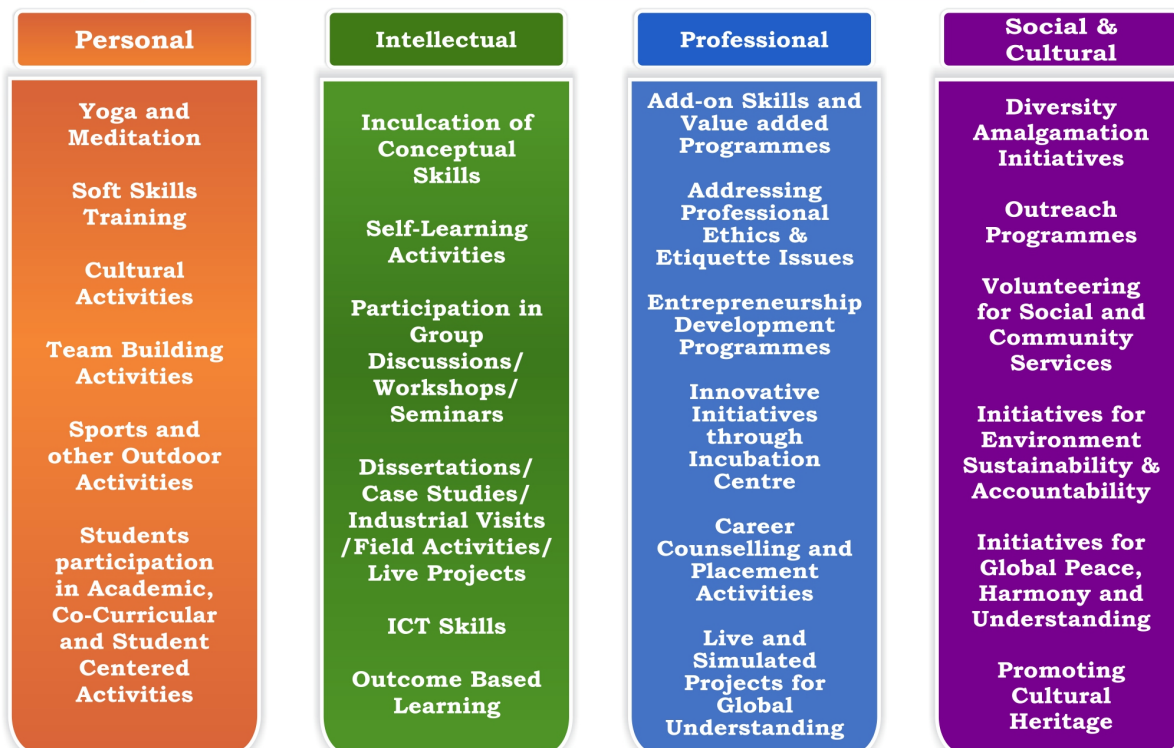 Personal
Yoga and
Meditation
Soft Skills
Training
Cultural
Activities
Team Building
Activities
Sports and
other Outdoor
Activities
Students
participation
in Academic,
Co-Curricular
and Student
Centered
Activities
Intellectual
Inculcation of
Conceptual
Skills
Self-Learning
Activities
Participation in
Group
Discussions/
Workshops/
Seminars
Dissertations/
Case Studies/
Industrial Visits
/Field Activities/
Live Projects
ICT Skills
Outcome Based
Learning
Professional
Add-on Skills and
Value added
Programmes
Addressing
Professional
Ethics &
Etiquette Issues
Entrepreneurship
Development
Programmes
Innovative
Initiatives
through
Incubation
Centre
Career
Counselling and
Placement
Activities
Live and
Simulated
Projects for
Global
Understanding
Social &
Cultural
Diversity
Amalgamation
Initiatives
Outreach
Programmes
Volunteering
for Social and
Community
Services
Initiatives for
Environment
Sustainability &
Accountability
Initiatives for
Global Peace,
Harmony and
Understanding
Promoting
Cultural
Heritage